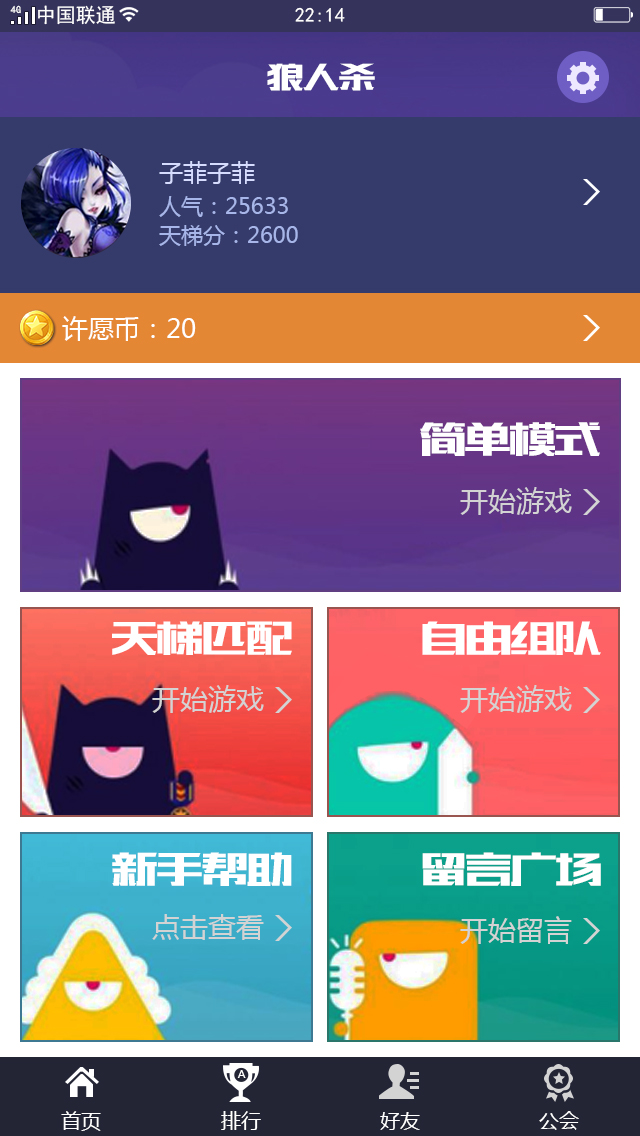 4G 中国联通 22:14
狼人杀
子菲子菲
人气：25633
天梯分：2600
许愿币：20
简单模式
开始游戏
天梯匹配
开始游戏
自由组队
开始游戏
新手帮助
点击查看
留言广场
开始留言
A
首页 排行 好友 公会